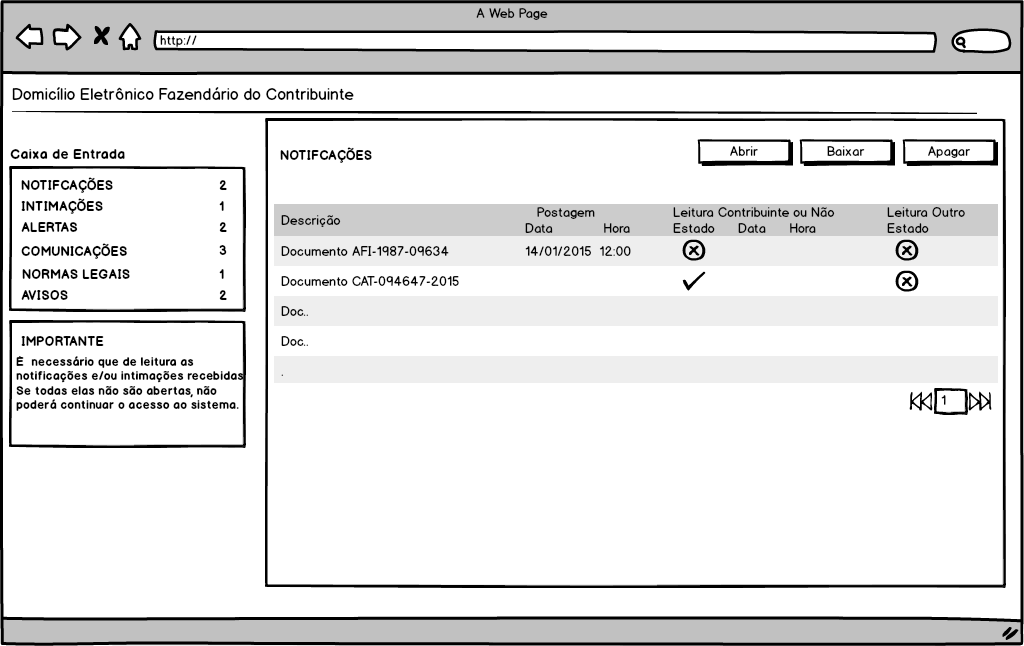 A Web Page
http://
Domicílio Eletrônico Fazendário do Contribuinte
Caixa de Entrada
NOTIFCAÇÕES 2
INTIMAÇÕES 1
ALERTAS 2
COMUNICAÇÕES 3
NORMAS LEGAIS 1
AVISOS 2
IMPORTANTE
É necessário que de leitura as
notificações e/ou intimações recebidas
Se todas elas não são abertas, não
poderá continuar o acesso ao sistema.
NOTIFCAÇÕES
Abrir Baixar Apagar
Postagem Leitura Contribuinte ou Não Leitura Outro
Descrição Data Hora Estado Data Hora Estado
Documento AFI-1987-09634 14/01/2015 12:00
Documento CAT-094647-2015
Doc..
Doc..
.
1